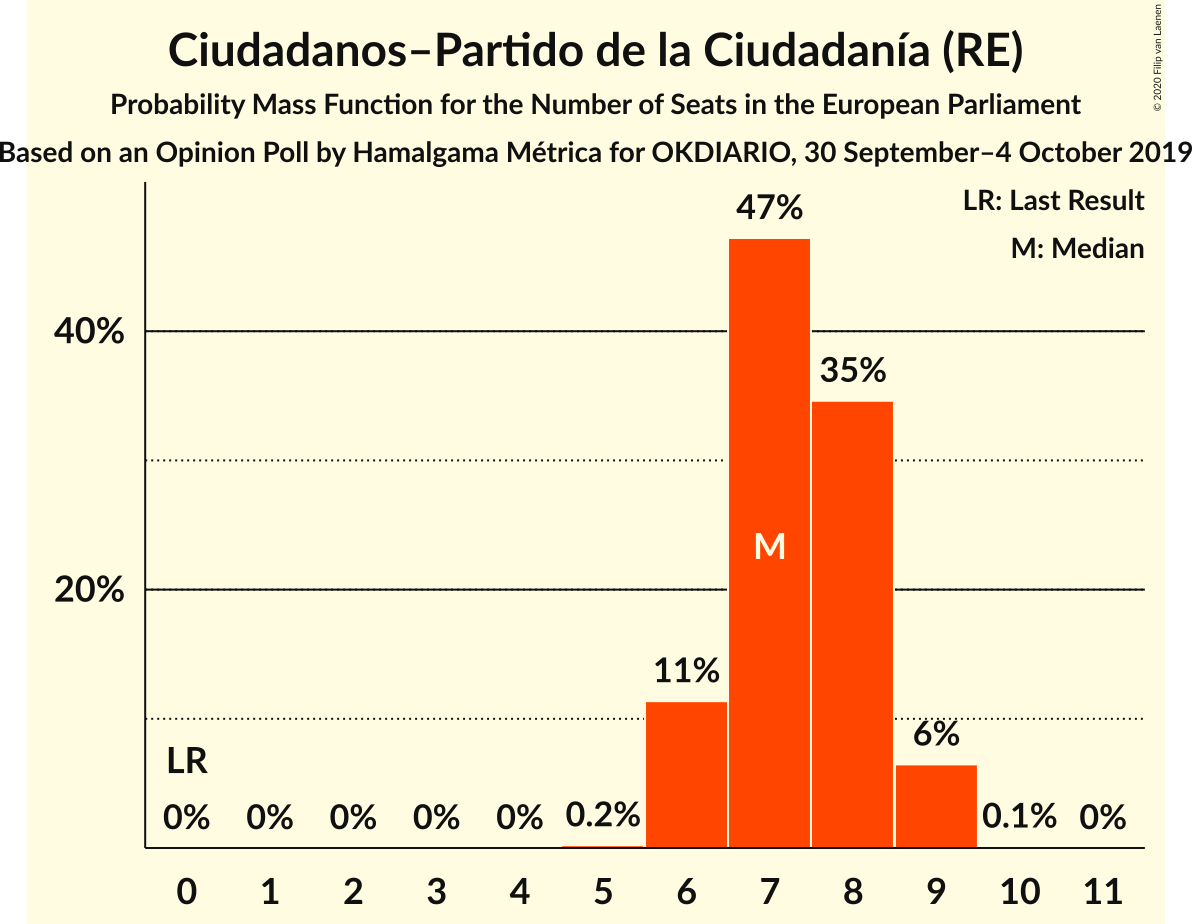 © 2020 Filip van Laenen
Ciudadanos–Partido de la Ciudadanía (RE)
Probability Mass Function for the Number of Seats in the European Parliament
Based on an Opinion Poll by Hamalgama Métrica for OKDIARIO, 30 September–4 October 2019
LR: Last Result
M: Median
47%
40%
35%
M
20%
11%
6%
LR
0% 0% 0% 0% 0% 0.2% 0.1% 0%
0 1 2 3 4 5 6 7 8 9 10 11